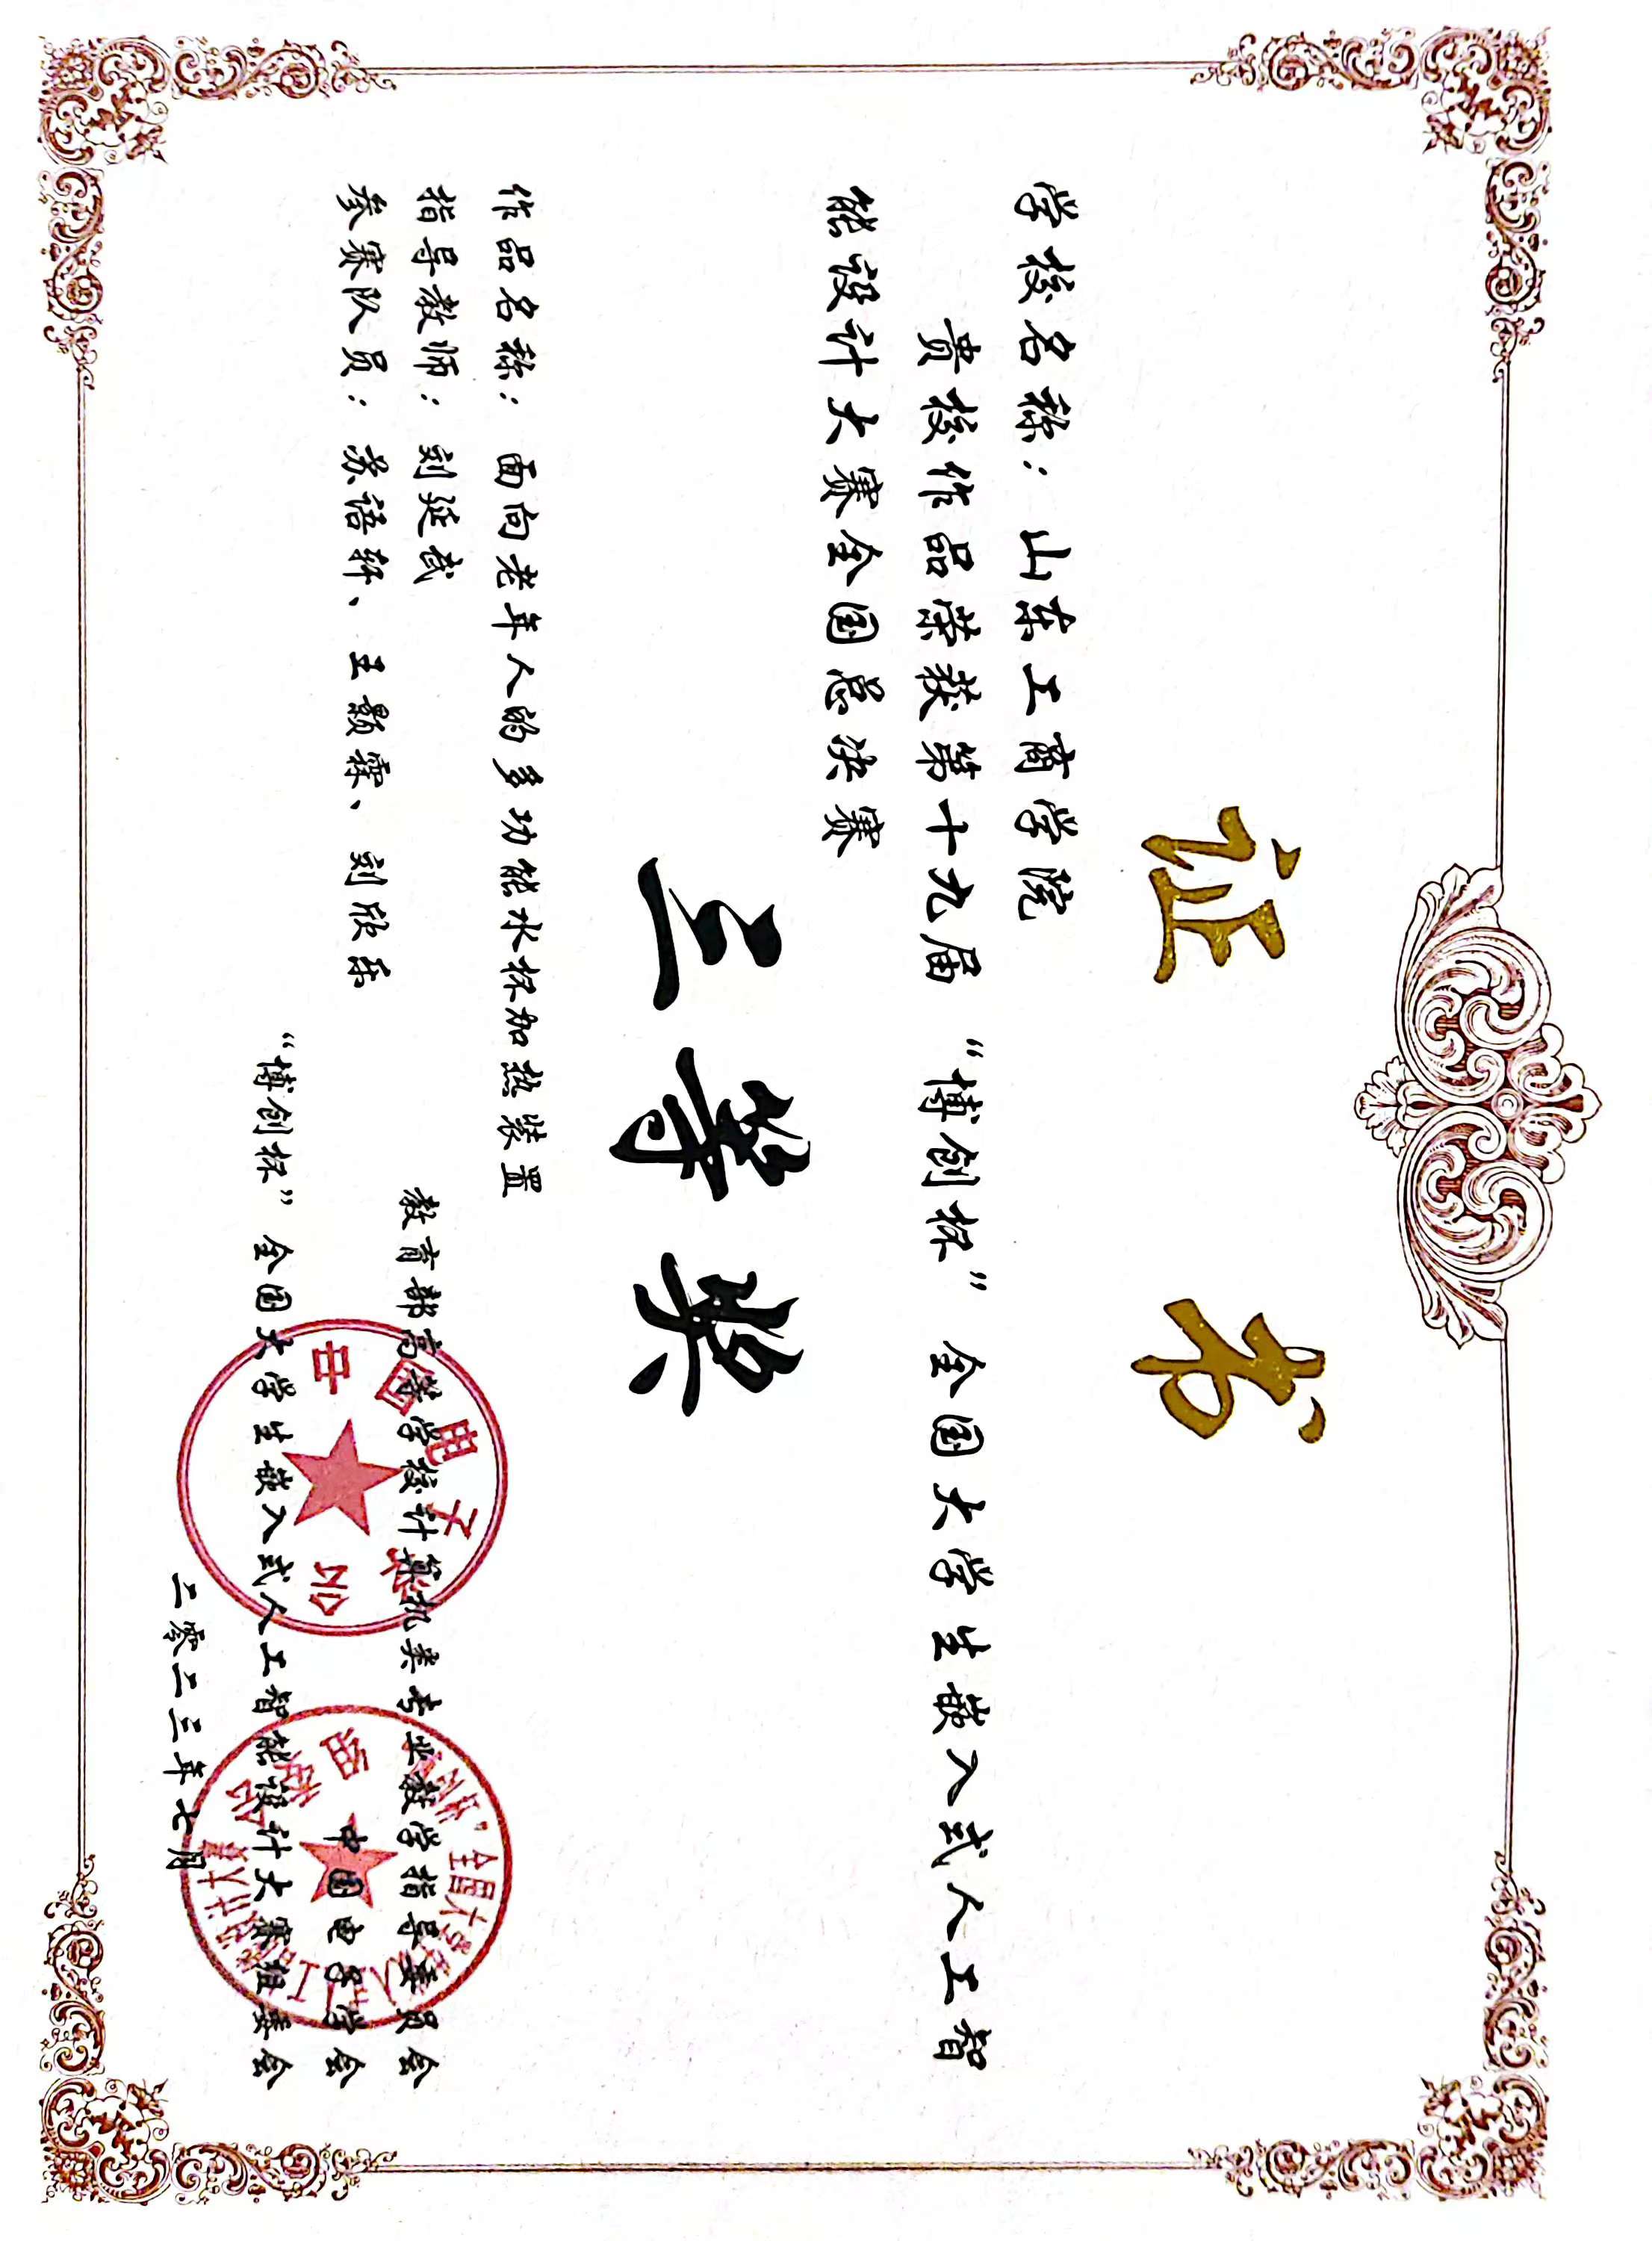 证书
学校名称：山东工商学院
贵校作品荣获第十九届“博创杯”全国大学生嵌入式人工智
能设计大赛全国总决赛
三等奖
作品名称：面向老年人的多功能水杯加热装置
指导教师：刘延武
参赛队员：苏语轩、王颢霖、刘欣乐
教育部高等学校计算机类专业教学指导委员会
中国电子学会
“博创杯”全国大学生嵌入式人工智能设计大赛组委会
二零二三年七月
中国电子学会